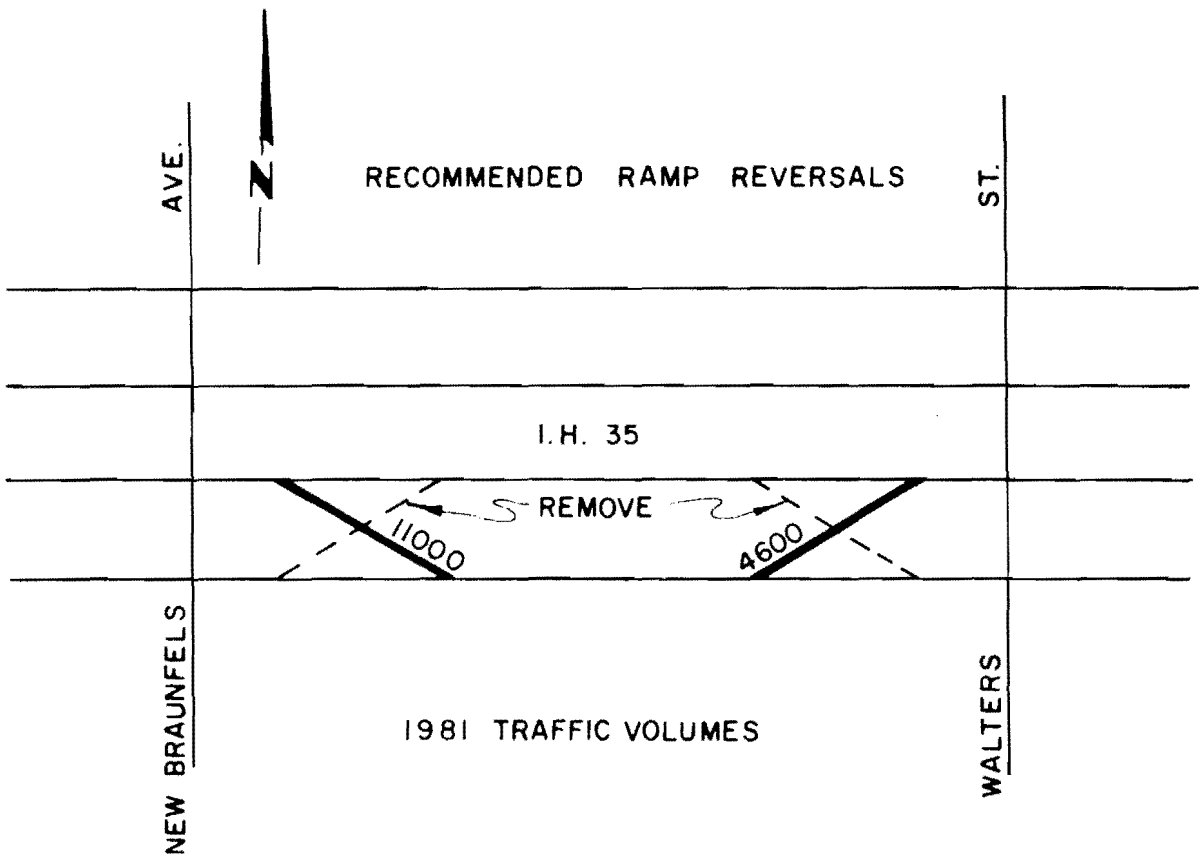 AVE.
N
RECOMMENDED RAMP REVERSALS
ST.
I.H. 35
REMOVE
11000
4600
NEW BRAUNFELS
1981 TRAFFIC VOLUMES
WALTERS